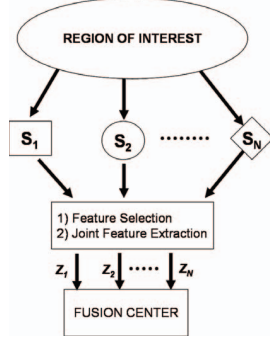 REGION OF INTEREST
S1 S2 ........ SN
1) Feature Selection
2) Joint Feature Extraction
Z1 Z2 ..... ZN
FUSION CENTER